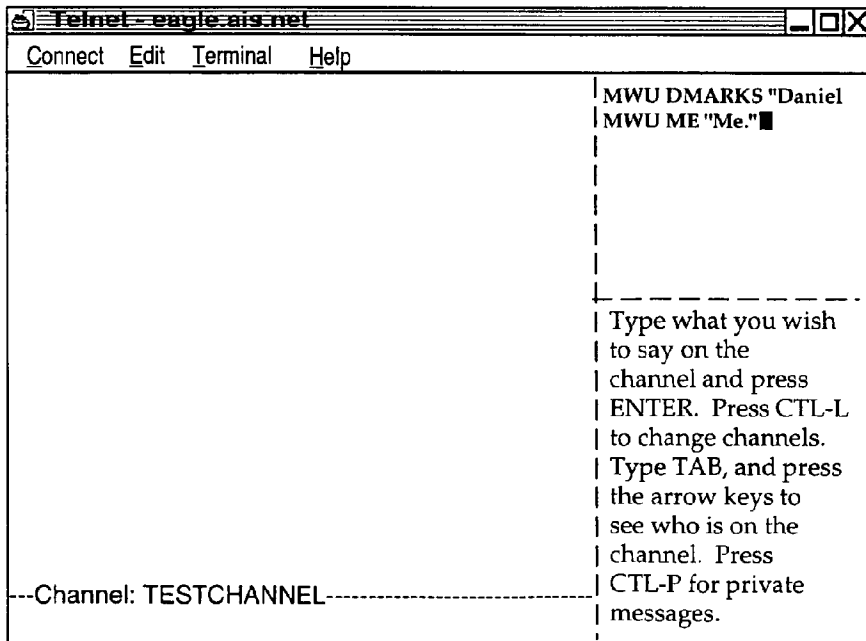 Telnet - eagle.ais.net
Connect Edit Terminal Help
MWU DMARKS "Daniel
MWU ME "Me."
Type what you wish
to say on the
channel and press
ENTER. Press CTL-L
to change channels.
Type TAB, and press
the arrow keys to
see who is on the
channel. Press
CTL-P for private
messages.
---Channel: TESTCHANNEL---------------------------